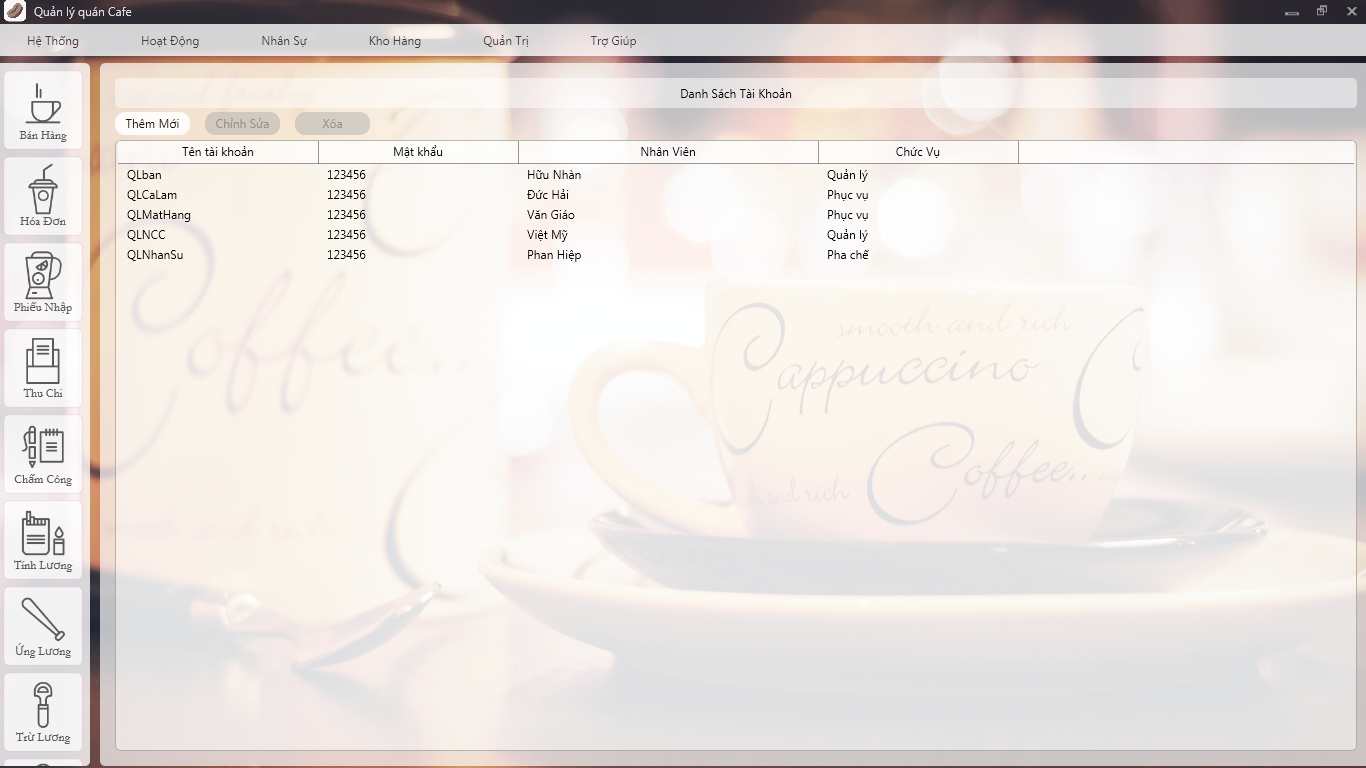 Quản lý quán Cafe
Hệ Thống Hoạt Động Nhân Sự Kho Hàng Quản Trị Trợ Giúp
Bán Hàng
Hóa Đơn
Phiếu Nhập
Thu Chi
Chấm Công
Tính Lương
Ứng Lương
Trừ Lương
Danh Sách Tài Khoản
Thêm Mới Chỉnh Sửa Xóa
Tên tài khoản Mật khẩu Nhân Viên Chức Vụ
QLban 123456 Hữu Nhàn Quản lý
QLCaLam 123456 Đức Hải Phục vụ
QLMatHang 123456 Văn Giáo Phục vụ
QLNCC 123456 Việt Mỹ Quản lý
QLNhanSu 123456 Phan Hiệp Pha chế
Coffee..
smooth and rich
Cappuccino
Coffee..
and rich